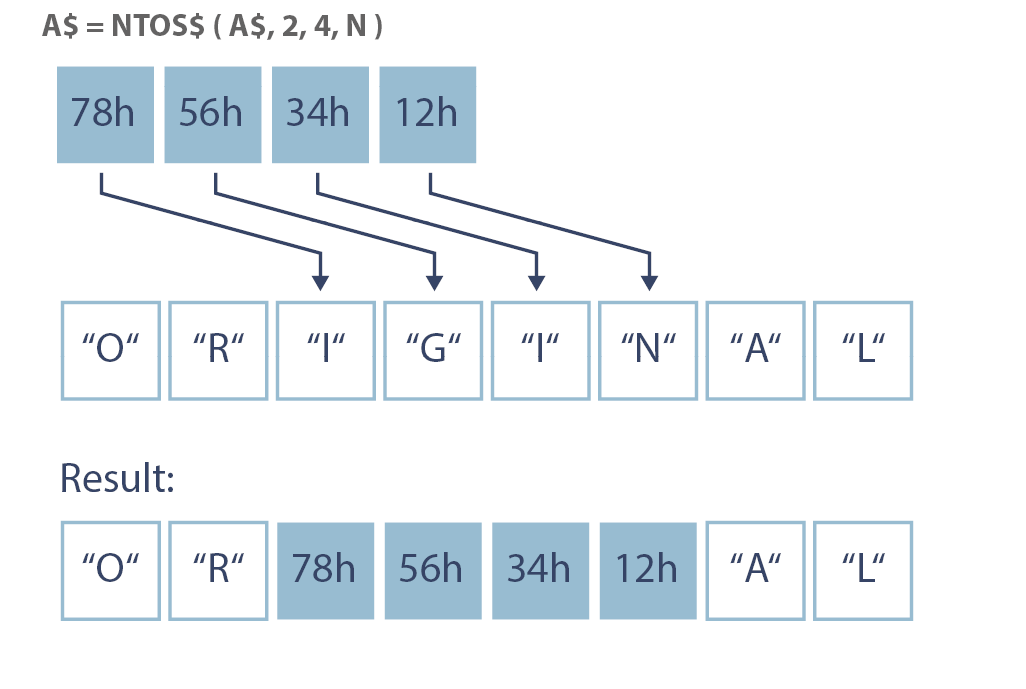 A$ = NTOS$ ( A$, 2, 4, N )
78h 56h 34h 12h
“O“ “R“ “I“ “G“ “I“ “N“ “A“ “L“
Result:
“O“ “R“ 78h 56h 34h 12h “A“ “L“